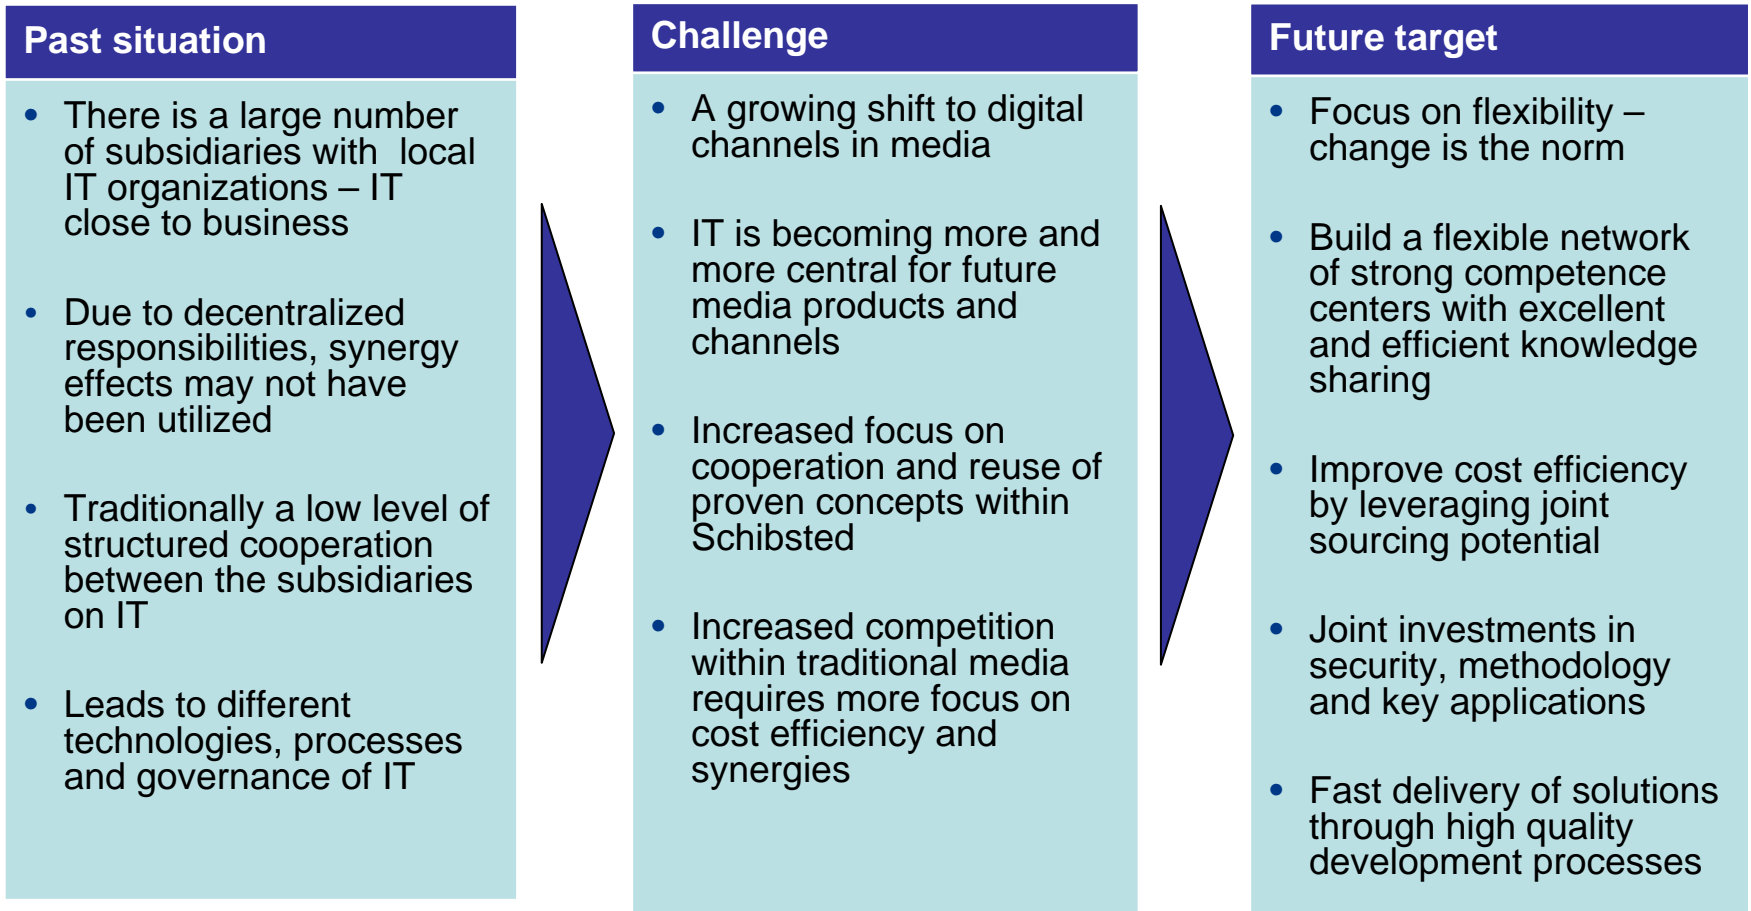 Past situation
• There is a large number
of subsidiaries with  local
IT organizations – IT
close to business
• Due to decentralized
responsibilities, synergy
effects may not have
been utilized
• Traditionally a low level of
structured cooperation
between the subsidiaries
on IT
• Leads to different
technologies, processes
and governance of IT
Challenge
• A growing shift to digital
channels in media
• IT is becoming more and
more central for future
media products and
channels
• Increased focus on
cooperation and reuse of
proven concepts within
Schibsted
• Increased competition
within traditional media
requires more focus on
cost efficiency and
synergies
Future target
• Focus on flexibility –
change is the norm
• Build a flexible network
of strong competence
centers with excellent
and efficient knowledge
sharing
• Improve cost efficiency
by leveraging joint
sourcing potential
• Joint investments in
security, methodology
and key applications
• Fast delivery of solutions
through high quality
development processes